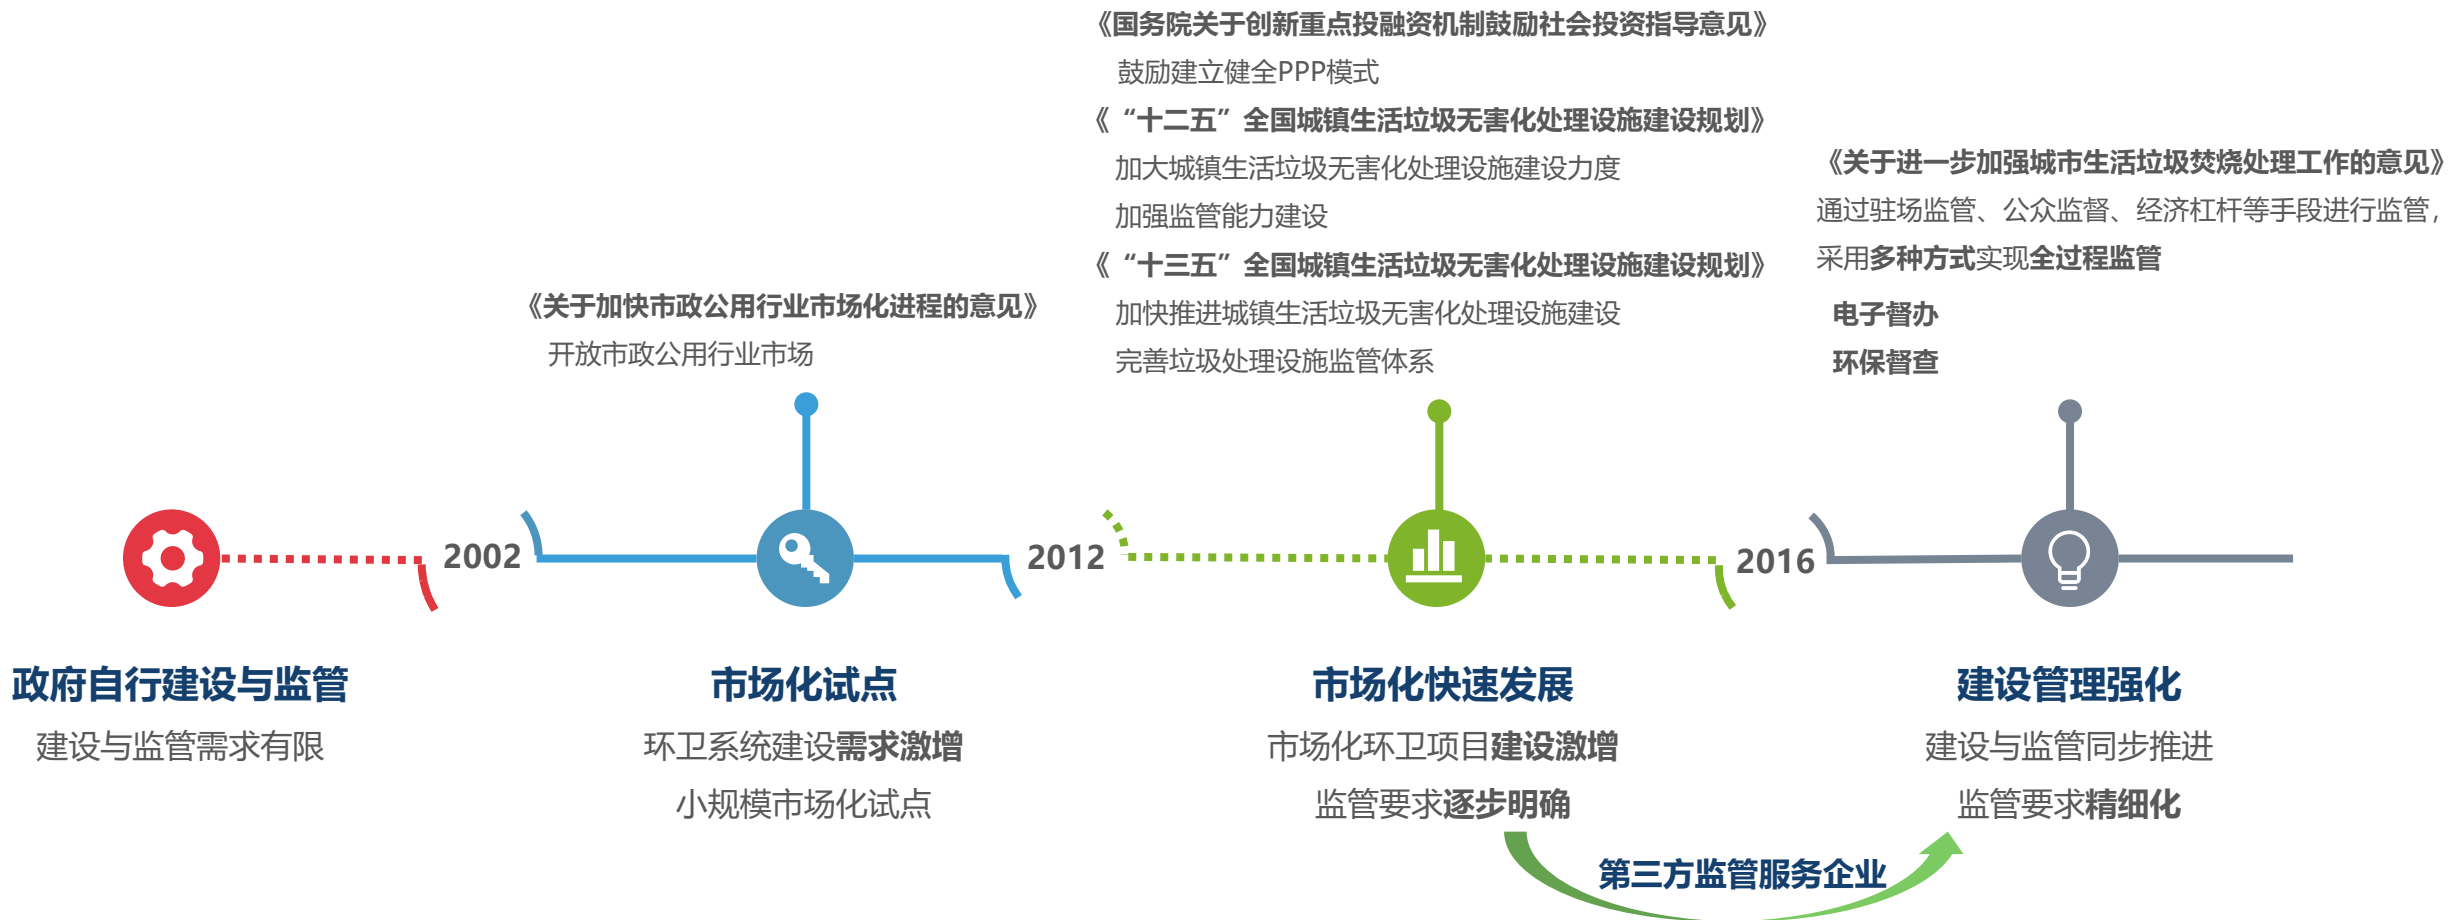 《国务院关于创新重点投融资机制鼓励社会投资指导意见》
鼓励建立健全PPP模式
《“十二五”全国城镇生活垃圾无害化处理设施建设规划》
加大城镇生活垃圾无害化处理设施建设力度
加强监管能力建设
《“十三五”全国城镇生活垃圾无害化处理设施建设规划》
加快推进城镇生活垃圾无害化处理设施建设
完善垃圾处理设施监管体系
《关于进一步加强城市生活垃圾焚烧处理工作的意见》
通过驻场监管、公众监督、经济杠杆等手段进行监管，
采用多种方式实现全过程监管
电子督办
环保督查
《关于加快市政公用行业市场化进程的意见》
开放市政公用行业市场
2002
2012
2016
政府自行建设与监管
建设与监管需求有限
市场化试点
环卫系统建设需求激增
小规模市场化试点
市场化快速发展
市场化环卫项目建设激增
监管要求逐步明确
建设管理强化
建设与监管同步推进
监管要求精细化
第三方监管服务企业